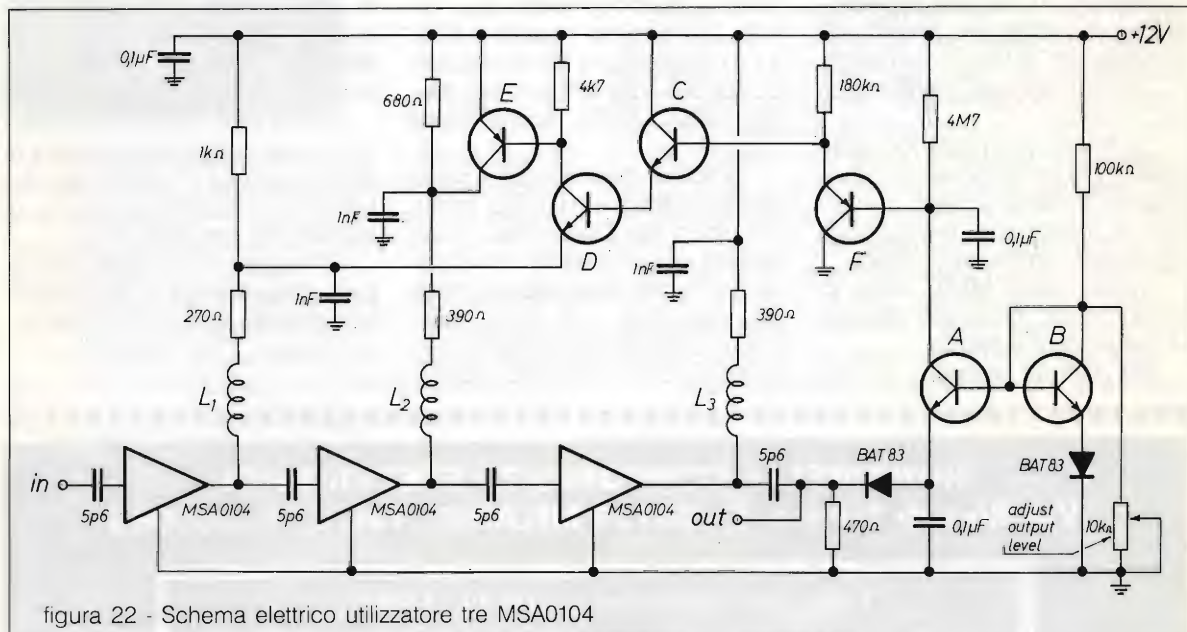 +12V
0,1µF
680Ω
E
4k7
C
180kΩ
4M7
100kΩ
1kΩ
1nF
D
1nF
F
0,1µF
1nF
270Ω
390Ω
390Ω
A
B
L1
L2
L3
5p6
BAT 83
BAT83
in
5p6
MSA0104
5p6
MSA0104
5p6
MSA0104
out
470Ω
0,1µF
adjust
output
level
10kΩ
figura 22 - Schema elettrico utilizzatore tre MSA0104